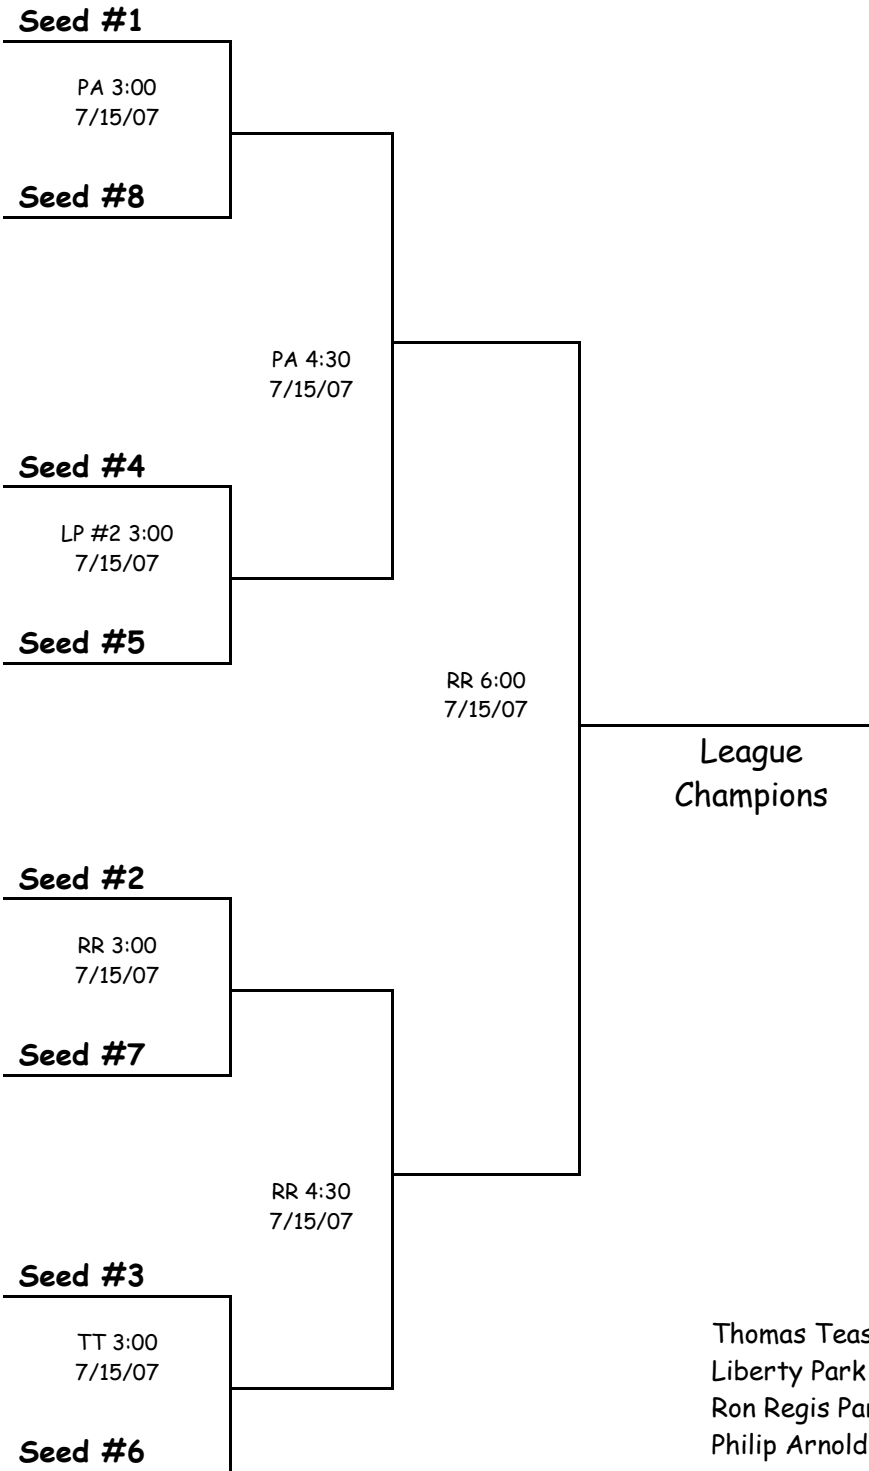 Seed #1
PA 3:00
7/15/07
Seed #8
PA 4:30
7/15/07
Seed #4
LP #2 3:00
7/15/07
Seed #5
RR 6:00
7/15/07
League
Champions
Seed #2
RR 3:00
7/15/07
Seed #7
RR 4:30
7/15/07
Seed #3
TT 3:00
7/15/07
Seed #6
Thomas
Liberty Park
Ron Regis
Philip Arnold